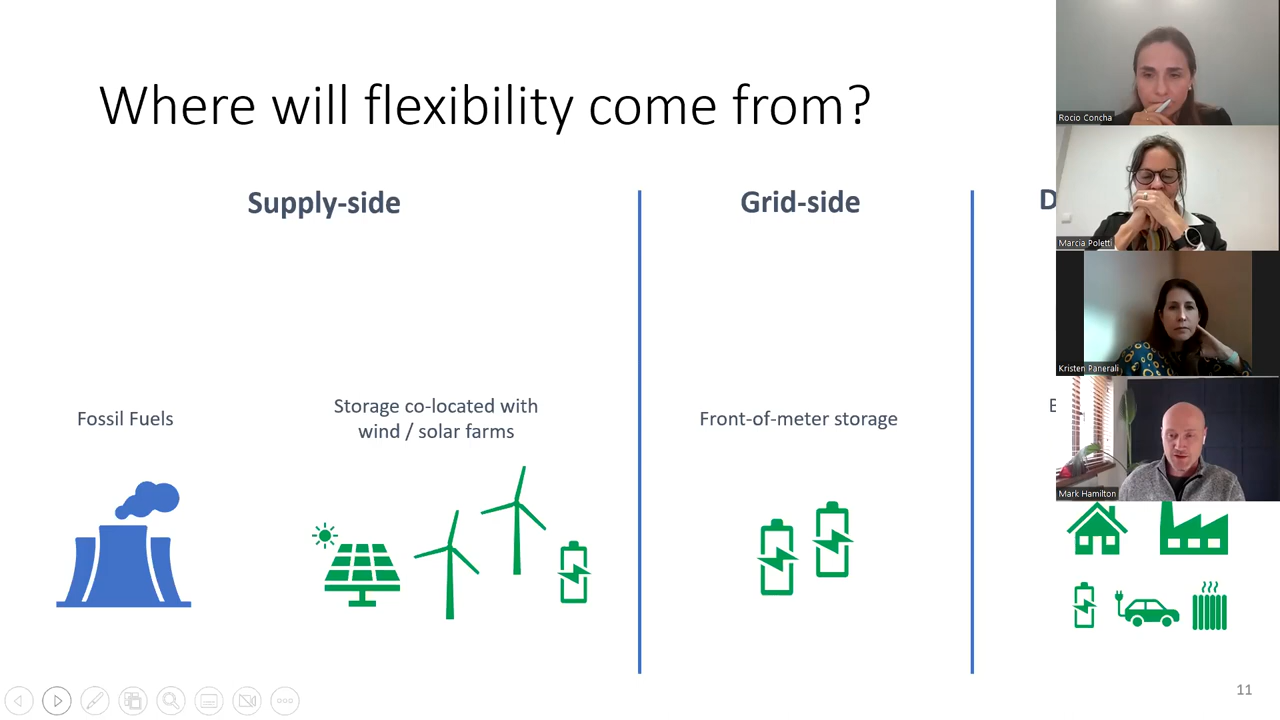 Where will flexibility come from?
Supply-side
Grid-side
D
Fossil Fuels
Storage co-located with
wind / solar farms
Front-of-meter storage
Rocio Concha
Marcia Poletti
Kristen Panerali
Mark Hamilton
11